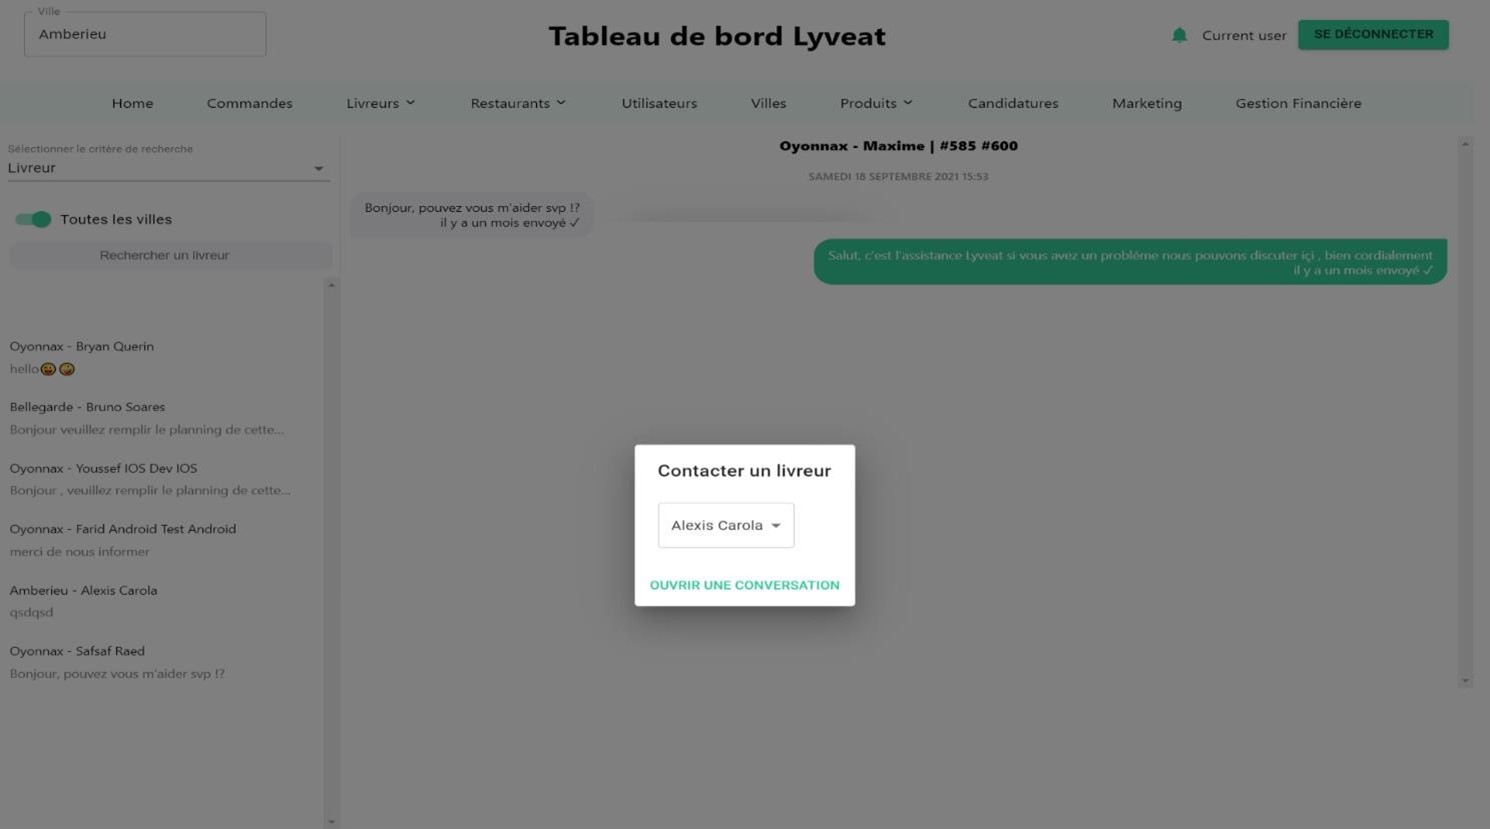 Ville
Amberieu
Tableau de bord Lyveat
Current user
SE DÉCONNECTER
Home
Commandes
Livreurs
Restaurants
Utilisateurs
Villes
Produits
Candidatures
Marketing
Gestion Financière
Sélectionner le critère de recherche
Livreur
Toutes les villes
Rechercher un livreur
Oyonnax - Bryan Querin
hello😀😜
Bellegarde - Bruno Soares
Bonjour veuillez remplir le planning de cette...
Oyonnax - Youssef IOS Dev IOS
Bonjour , veuillez remplir le planning de cette...
Oyonnax - Farid Android Test Android
merci de nous informer
Amberieu - Alexis Carola
qsdqsd
Oyonnax - Safsaf Raed
Bonjour, pouvez vous m'aider svp !?
Oyonnax - Maxime | #585 #600
SAMEDI 18 SEPTEMBRE 2021 15:53
Bonjour, pouvez vous m'aider svp !?
il y a un mois envoyé ✓
Salut, c'est l'assistance Lyveat si vous avez un problème nous pouvons discuter içi , bien cordialement
il y a un mois envoyé ✓
Contacter un livreur
Alexis Carola
OUVRIR UNE CONVERSATION